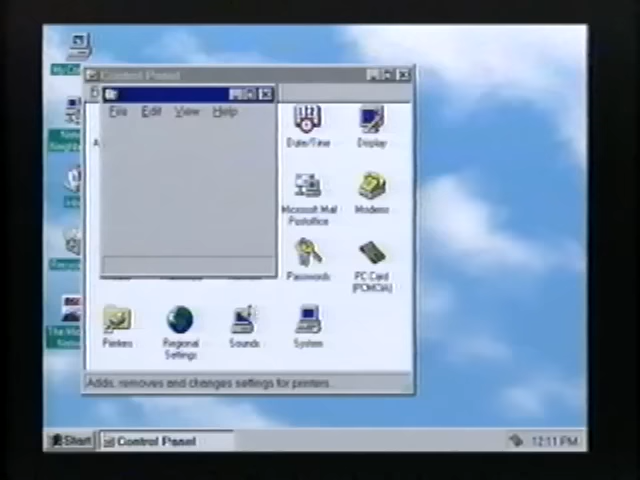 Control Panel
File Edit View Help
Date/Time
Display
Microsoft Mail
Postoffice
Modems
Passwords
PC Card
(PCMCIA)
Printers
Regional
Settings
Sounds
System
Adds, removes and changes settings for printers.
Start
Control Panel
12:11 PM